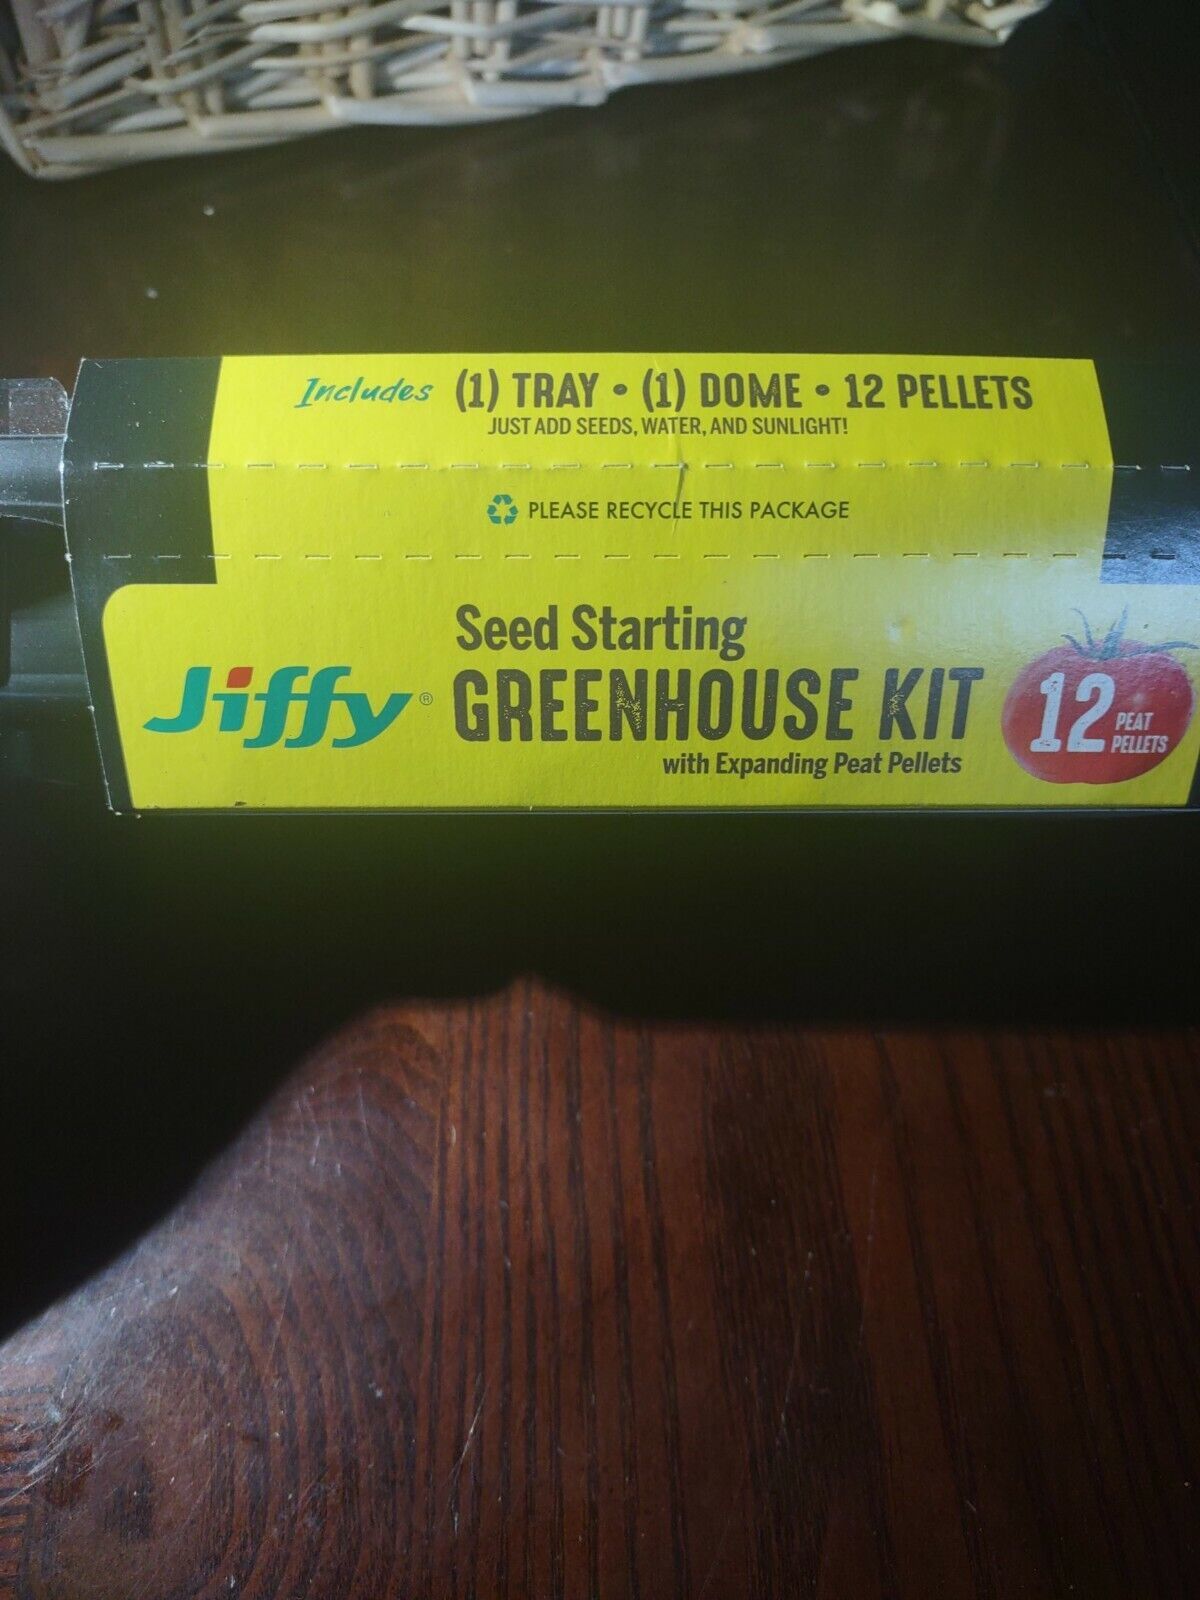 Includes (1) TRAY • (1) DOME • 12 PELLETS
JUST ADD SEEDS, WATER, AND SUNLIGHT!
PLEASE RECYCLE THIS PACKAGE
Seed Starting
Jiffy® GREENHOUSE KIT
with Expanding Peat Pellets
12 PEAT
PELLETS